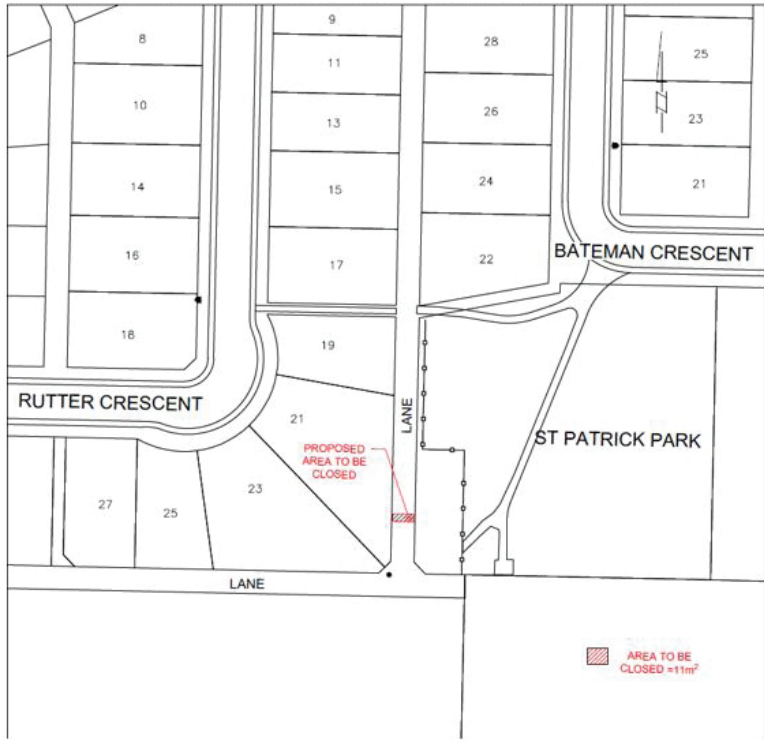 9
28
8
25
11
10
26
13
23
14
24
15
21
16
17
22
BATEMAN CRESCENT
18
19
RUTTER CRESCENT
LANE
21
ST PATRICK PARK
PROPOSED
AREA TO BE
CLOSED
23
27
25
LANE
AREA TO BE
CLOSED =11m²